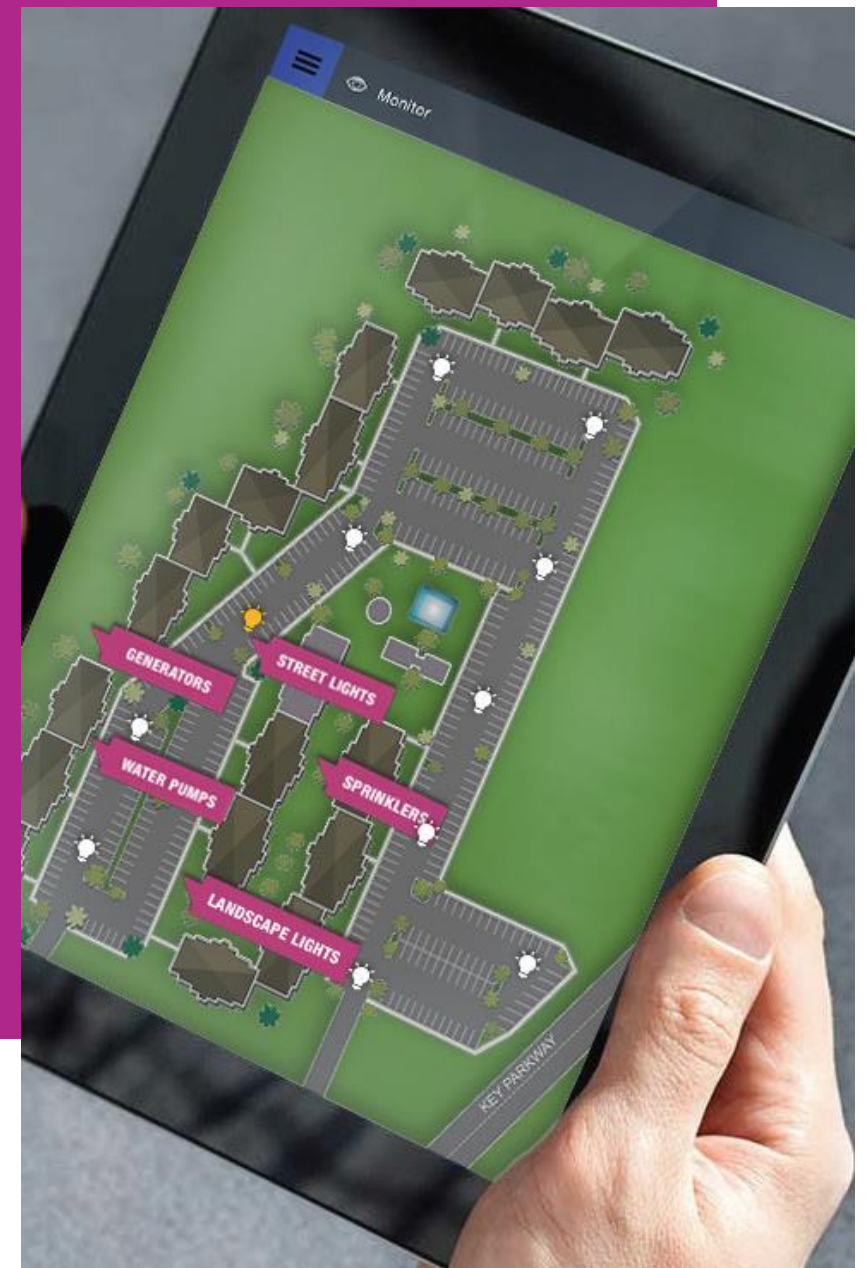 Monitor
GENERATORS
STREET LIGHTS
WATER PUMPS
SPRINKLERS
LANDSCAPE LIGHTS
KEY PARKWAY